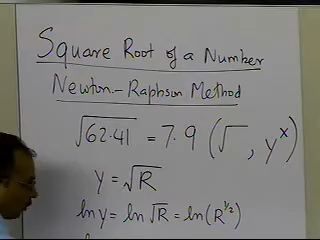 Square Root of a Number
Newton-Raphson Method
√62.41 = 7.9 (√ , y^x)
y = √R
ln y = ln √R = ln (R^1/2)